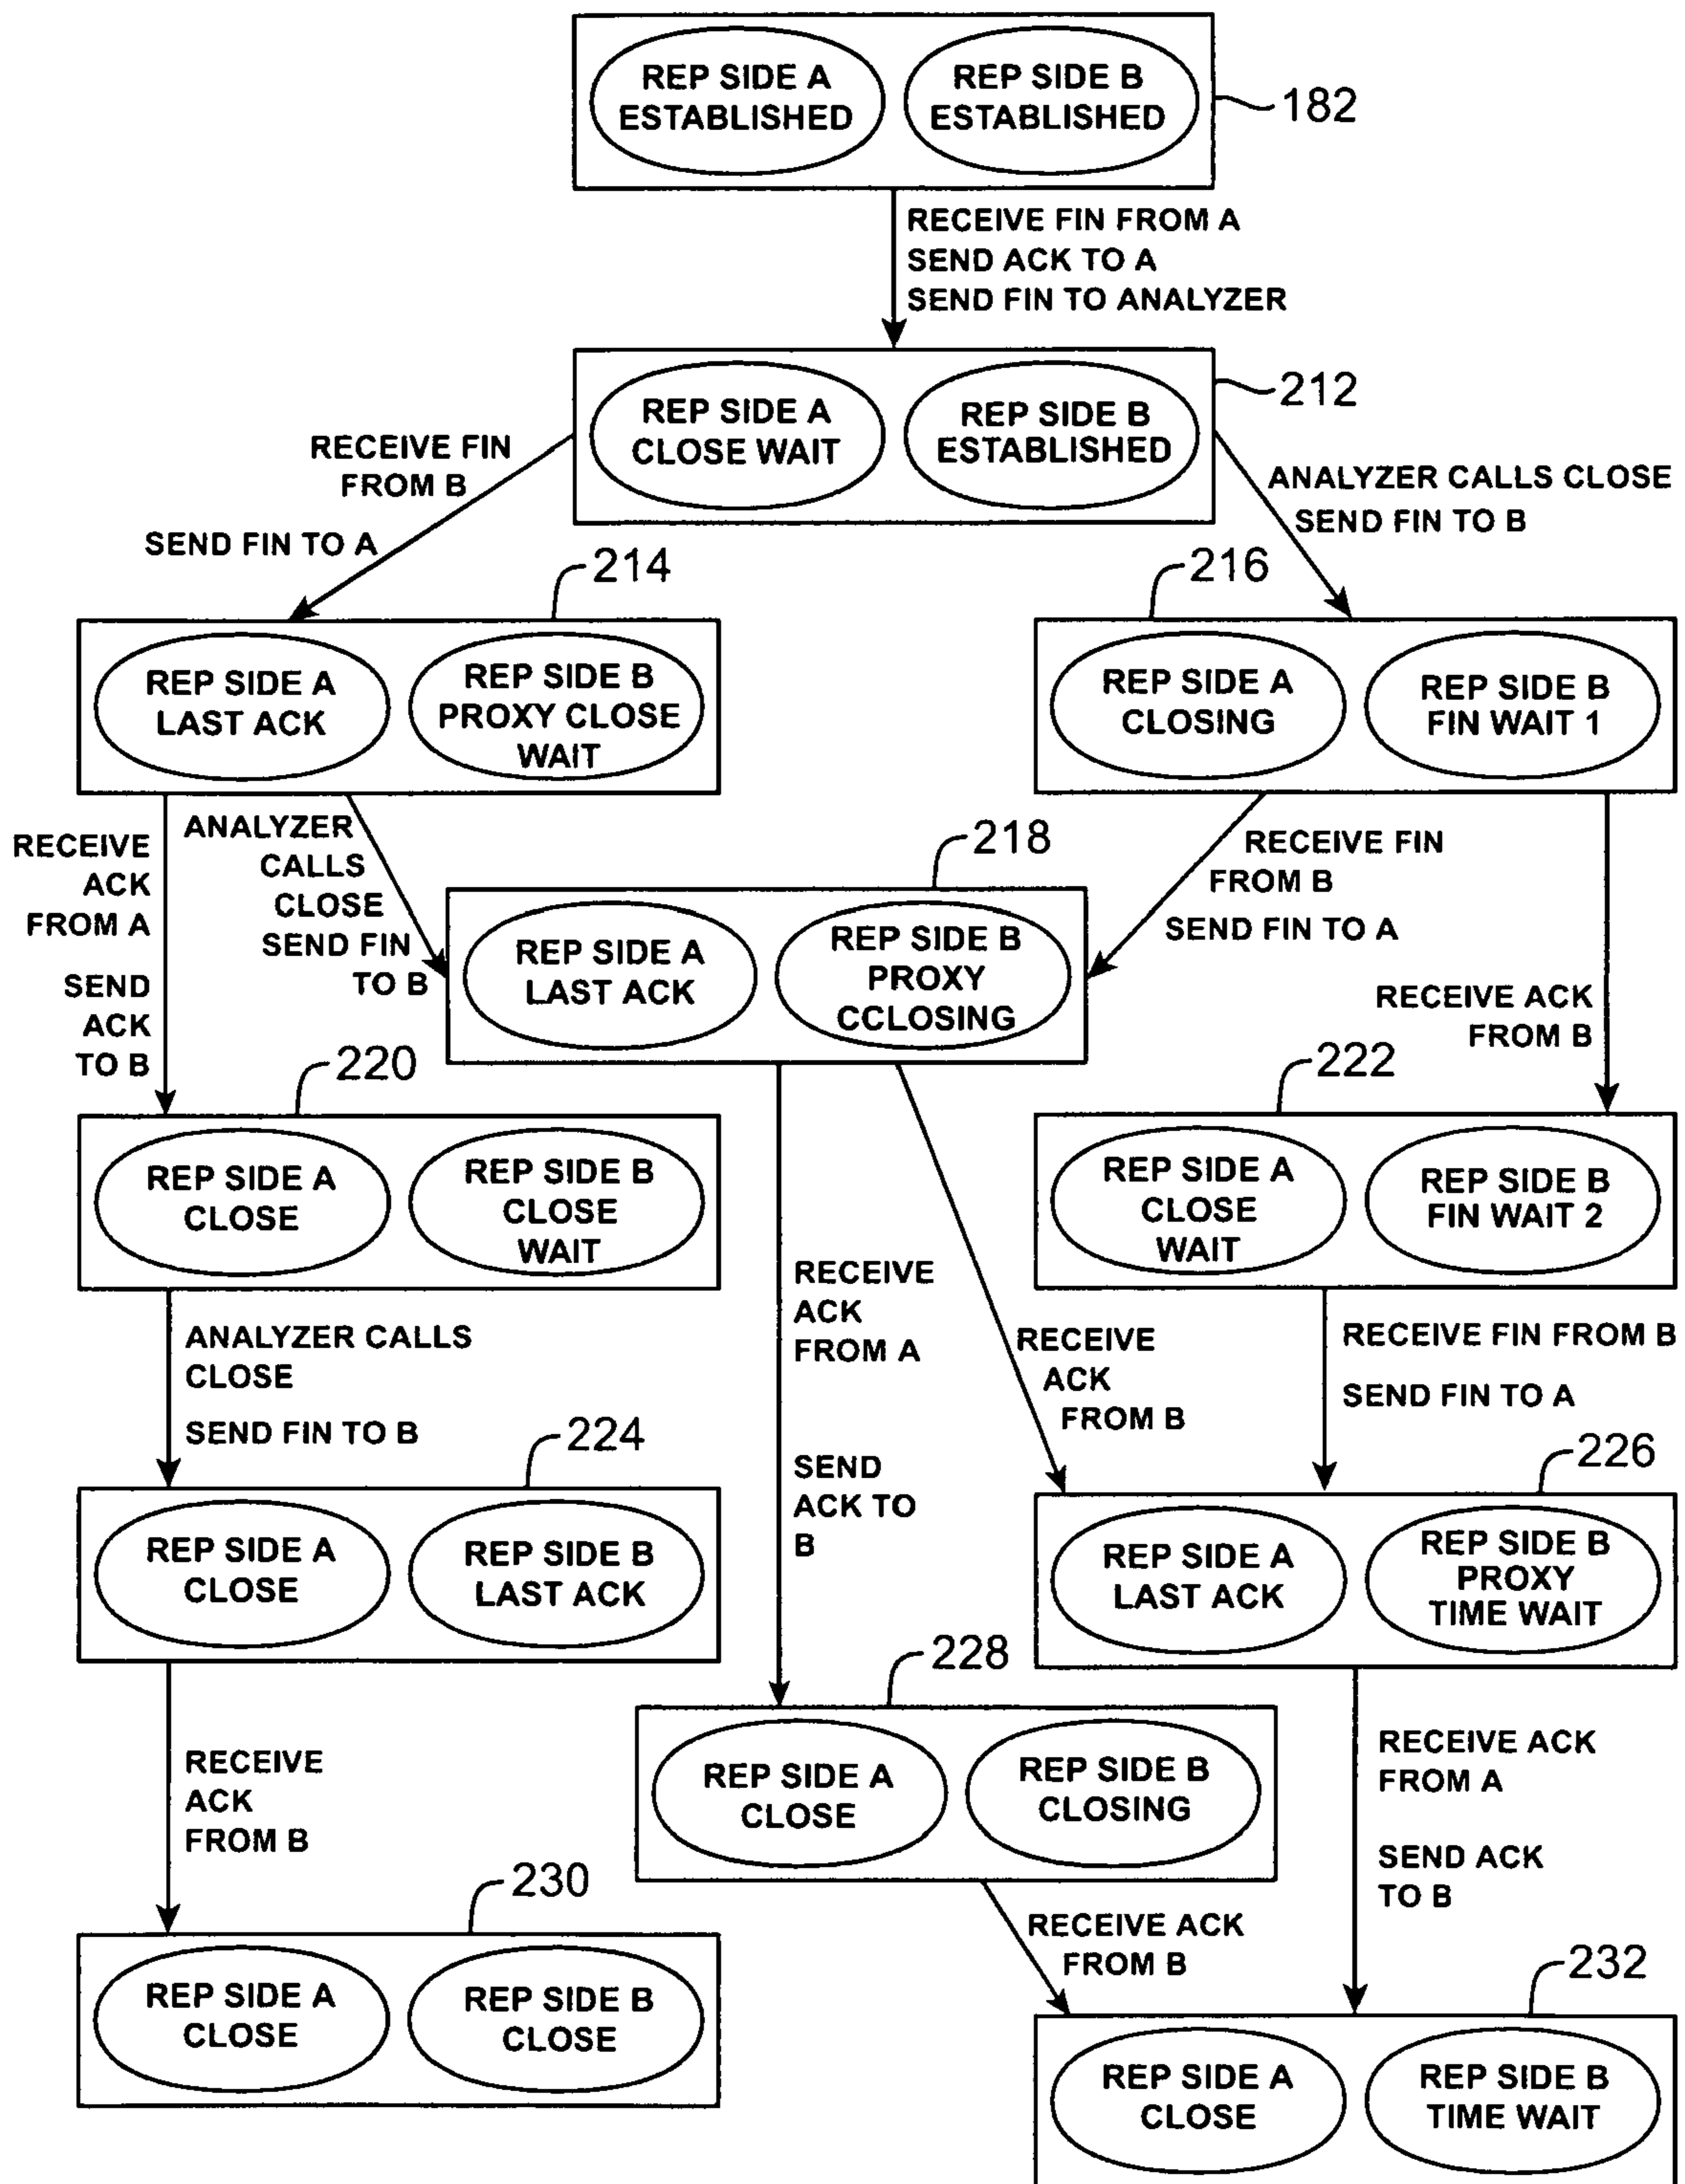 REP SIDE A
ESTABLISHED
REP SIDE B
ESTABLISHED
182
RECEIVE FIN FROM A
SEND ACK TO A
SEND FIN TO ANALYZER
REP SIDE A
CLOSE WAIT
REP SIDE B
ESTABLISHED
212
RECEIVE FIN
FROM B
SEND FIN TO A
ANALYZER CALLS CLOSE
SEND FIN TO B
214
REP SIDE A
LAST ACK
REP SIDE B
PROXY CLOSE
WAIT
216
REP SIDE A
CLOSING
REP SIDE B
FIN WAIT 1
RECEIVE
ACK
FROM A
SEND
ACK
TO B
ANALYZER
CALLS
CLOSE
SEND FIN
TO B
218
REP SIDE A
LAST ACK
REP SIDE B
PROXY
CCLOSING
RECEIVE FIN
FROM B
SEND FIN TO A
RECEIVE ACK
FROM B
220
REP SIDE A
CLOSE
REP SIDE B
CLOSE
WAIT
222
REP SIDE A
CLOSE
WAIT
REP SIDE B
FIN WAIT 2
ANALYZER CALLS
CLOSE
SEND FIN TO B
RECEIVE
ACK
FROM A
SEND
ACK TO
B
RECEIVE
ACK
FROM B
RECEIVE FIN FROM B
SEND FIN TO A
224
REP SIDE A
CLOSE
REP SIDE B
LAST ACK
226
REP SIDE A
LAST ACK
REP SIDE B
PROXY
TIME WAIT
RECEIVE
ACK
FROM B
228
REP SIDE A
CLOSE
REP SIDE B
CLOSING
RECEIVE ACK
FROM A
SEND ACK
TO B
230
REP SIDE A
CLOSE
REP SIDE B
CLOSE
RECEIVE ACK
FROM B
232
REP SIDE A
CLOSE
REP SIDE B
TIME WAIT